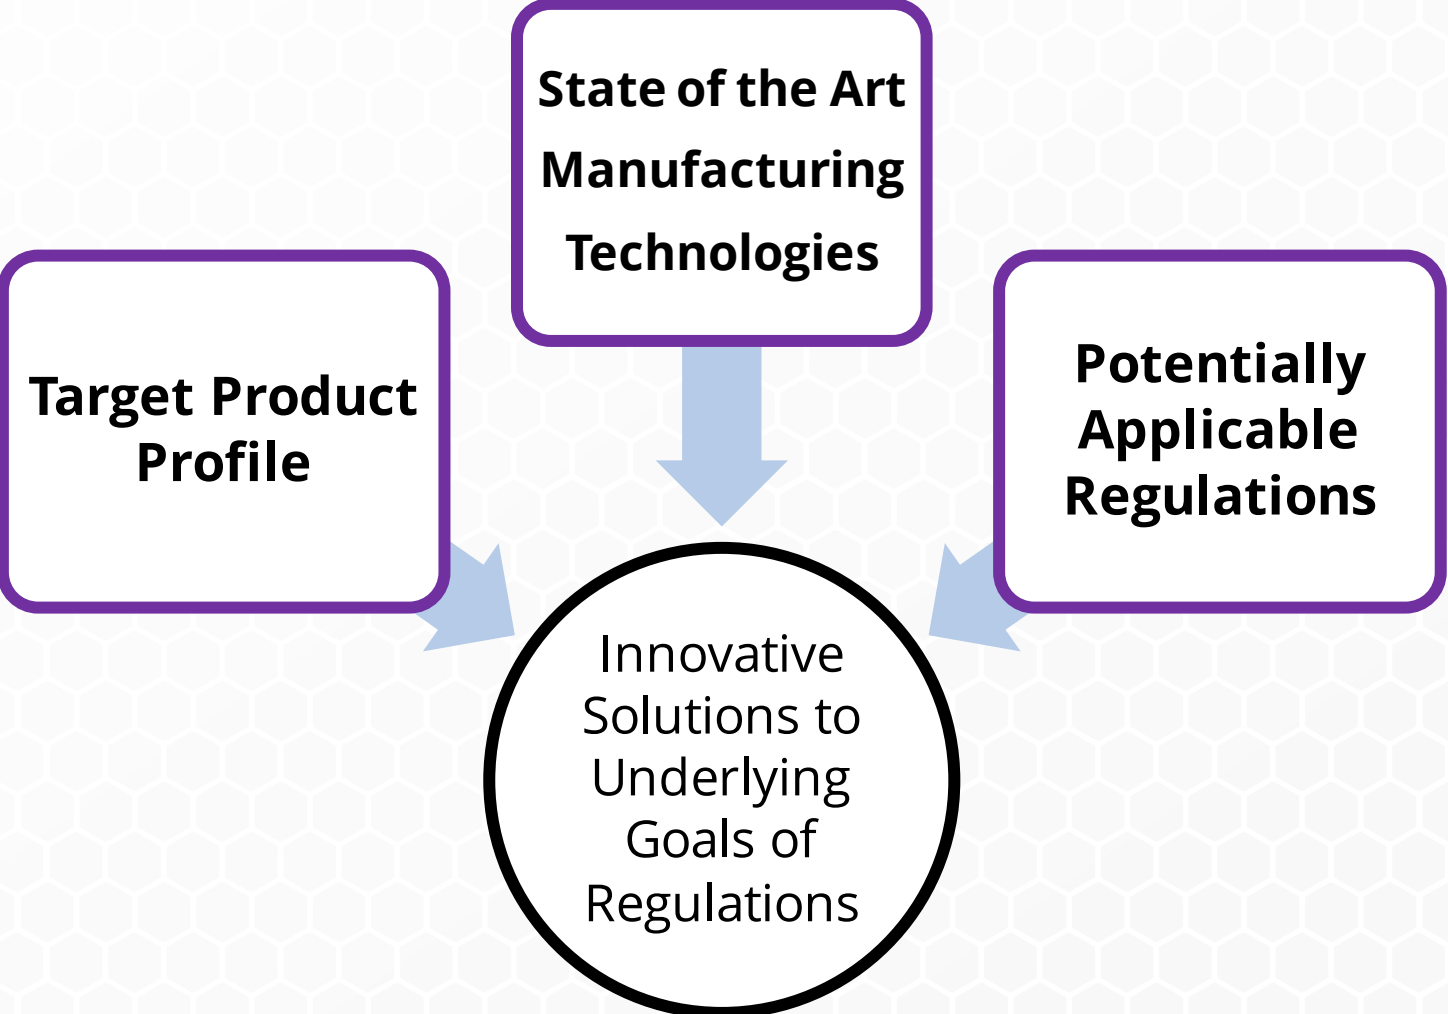 State of the Art
Manufacturing
Technologies
Target Product
Profile
Potentially
Applicable
Regulations
Innovative
Solutions to
Underlying
Goals of
Regulations